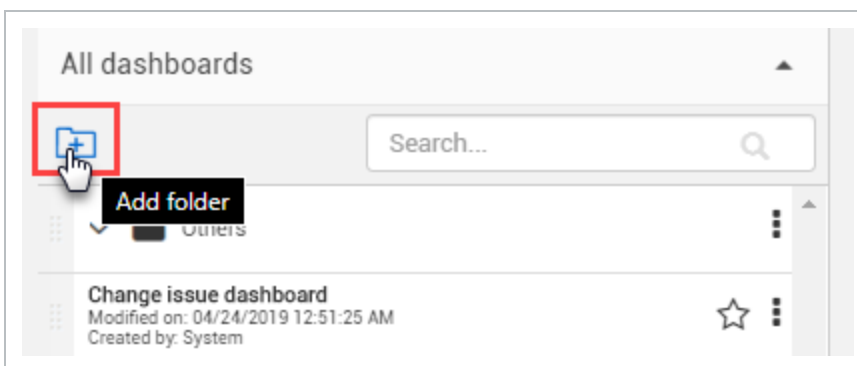 All dashboards
Search...
Add folder
Others
Change issue dashboard
Modified on: 04/24/2019 12:51:25 AM
Created by: System